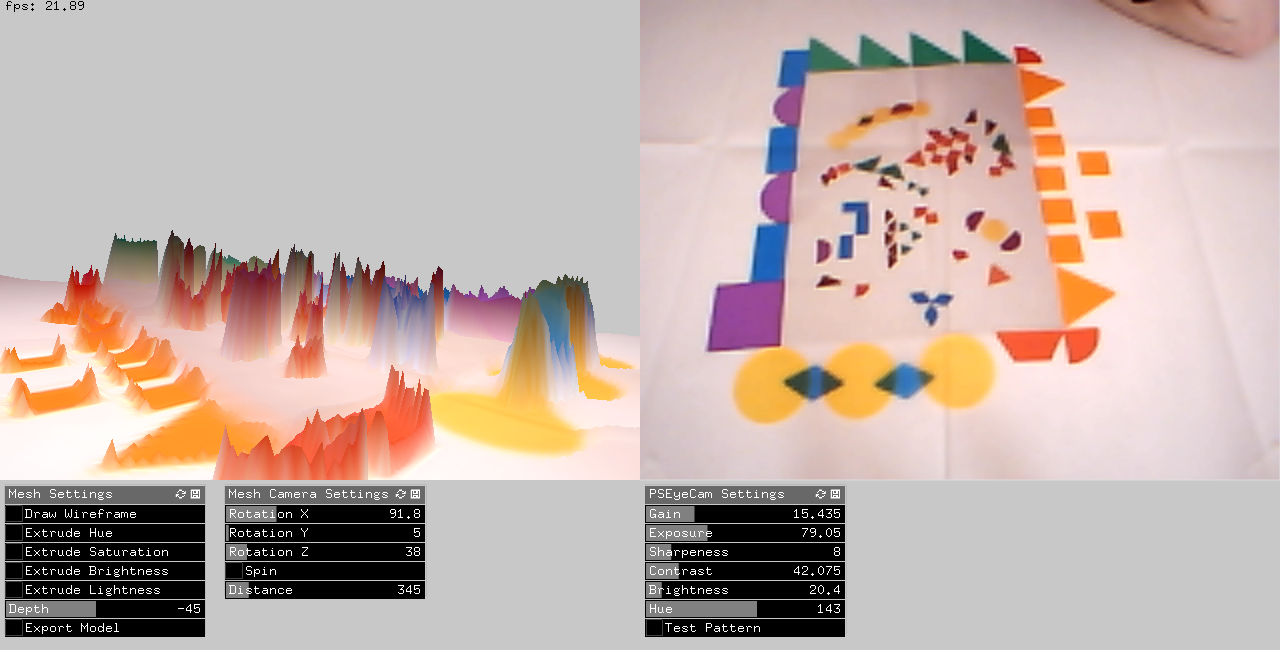 fps: 21.89
Mesh Settings
Draw Wireframe
Extrude Hue
Extrude Saturation
Extrude Brightness
Extrude Lightness
Depth -45
Export Model
Mesh Camera Settings
Rotation X 91.8
Rotation Y 5
Rotation Z 38
Spin
Distance 345
PSEyeCam Settings
Gain 15.435
Exposure 79.05
Sharpeness 8
Contrast 42.075
Brightness 20.4
Hue 143
Test Pattern